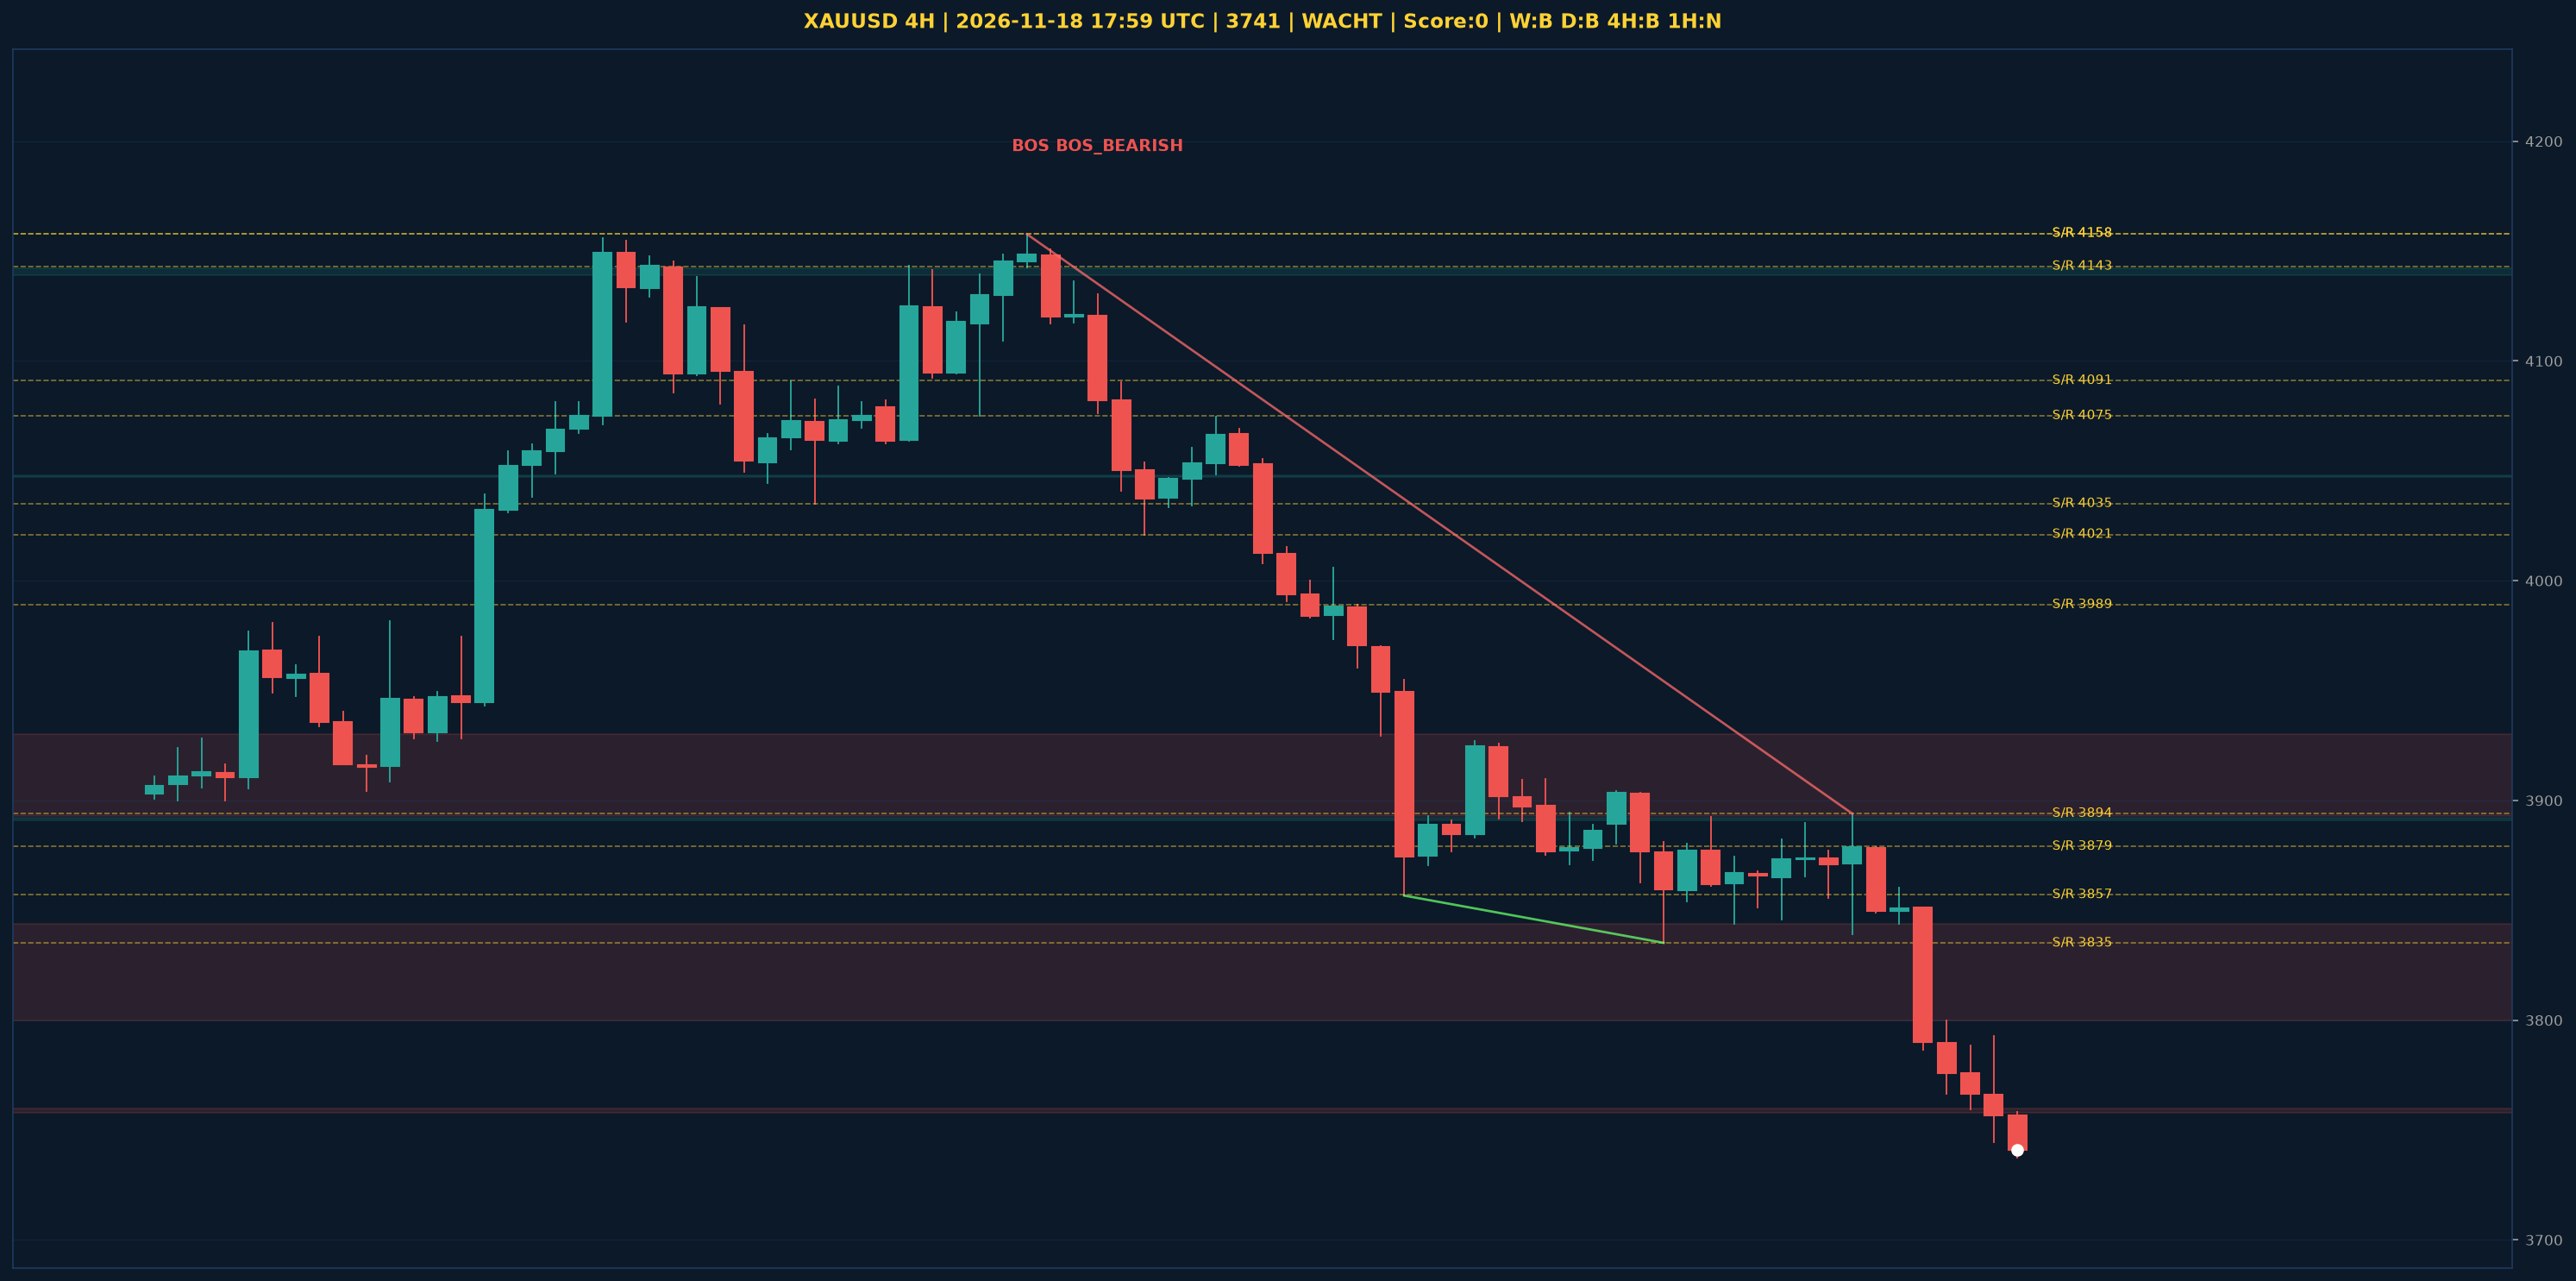 XAUUSD 4H | 2026-11-18 17:59 UTC | 3741 | WACHT | Score:0 | W:B D:B 4H:B 1H:N
4200
BOS BOS_BEARISH
S/R 4158
S/R 4143
4100
S/R 4091
S/R 4075
S/R 4035
S/R 4021
4000
S/R 3989
3900
S/R 3894
S/R 3879
S/R 3857
S/R 3835
3800
3700